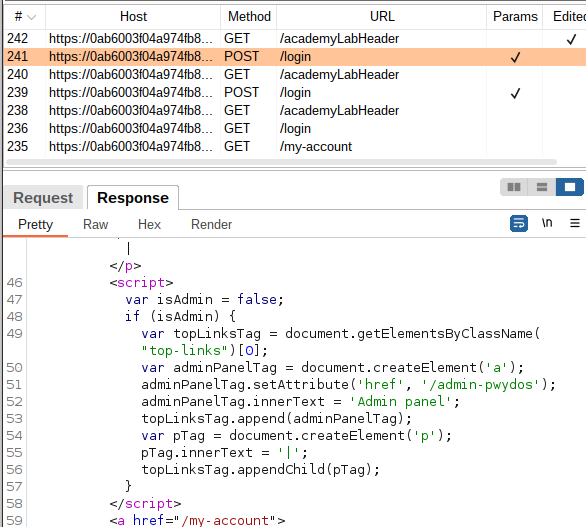 # Host Method URL Params Edited
242 https://0ab6003f04a974fb8... GET /academyLabHeader ✓
241 https://0ab6003f04a974fb8... POST /login ✓
240 https://0ab6003f04a974fb8... GET /academyLabHeader
239 https://0ab6003f04a974fb8... POST /login ✓
238 https://0ab6003f04a974fb8... GET /academyLabHeader
236 https://0ab6003f04a974fb8... GET /login
235 https://0ab6003f04a974fb8... GET /my-account
Request Response
Pretty Raw Hex Render \n
|
</p>
46 <script>
47 var isAdmin = false;
48 if (isAdmin) {
49 var topLinksTag = document.getElementsByClassName(
"top-links")[0];
50 var adminPanelTag = document.createElement('a');
51 adminPanelTag.setAttribute('href', '/admin-pwydos');
52 adminPanelTag.innerText = 'Admin panel';
53 topLinksTag.append(adminPanelTag);
54 var pTag = document.createElement('p');
55 pTag.innerText = '|';
56 topLinksTag.appendChild(pTag);
57 }
58 </script>
59 <a href="/my-account">